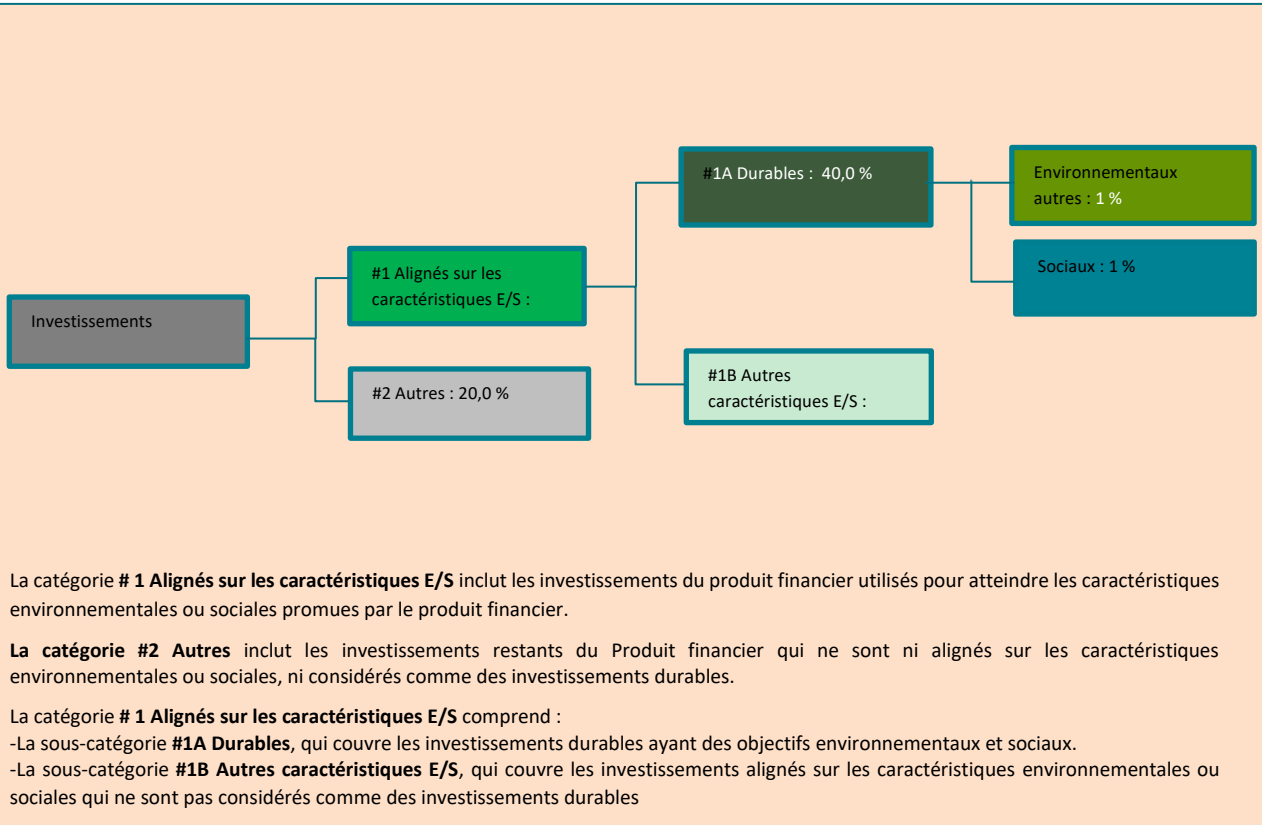 #1A Durables : 40,0 %
Environnementaux
autres : 1 %
Sociaux : 1 %
#1 Alignés sur les
caractéristiques E/S :
Investissements
#2 Autres : 20,0 %
#1B Autres
caractéristiques E/S :
La catégorie # 1 Alignés sur les caractéristiques E/S inclut les investissements du produit financier utilisés pour atteindre les caractéristiques
environnementales ou sociales promues par le produit financier.
La catégorie #2 Autres inclut les investissements restants du Produit financier qui ne sont ni alignés sur les caractéristiques
environnementales ou sociales, ni considérés comme des investissements durables.
La catégorie # 1 Alignés sur les caractéristiques E/S comprend :
-La sous-catégorie #1A Durables, qui couvre les investissements durables ayant des objectifs environnementaux et sociaux.
-La sous-catégorie #1B Autres caractéristiques E/S, qui couvre les investissements alignés sur les caractéristiques environnementales ou
sociales qui ne sont pas considérés comme des investissements durables